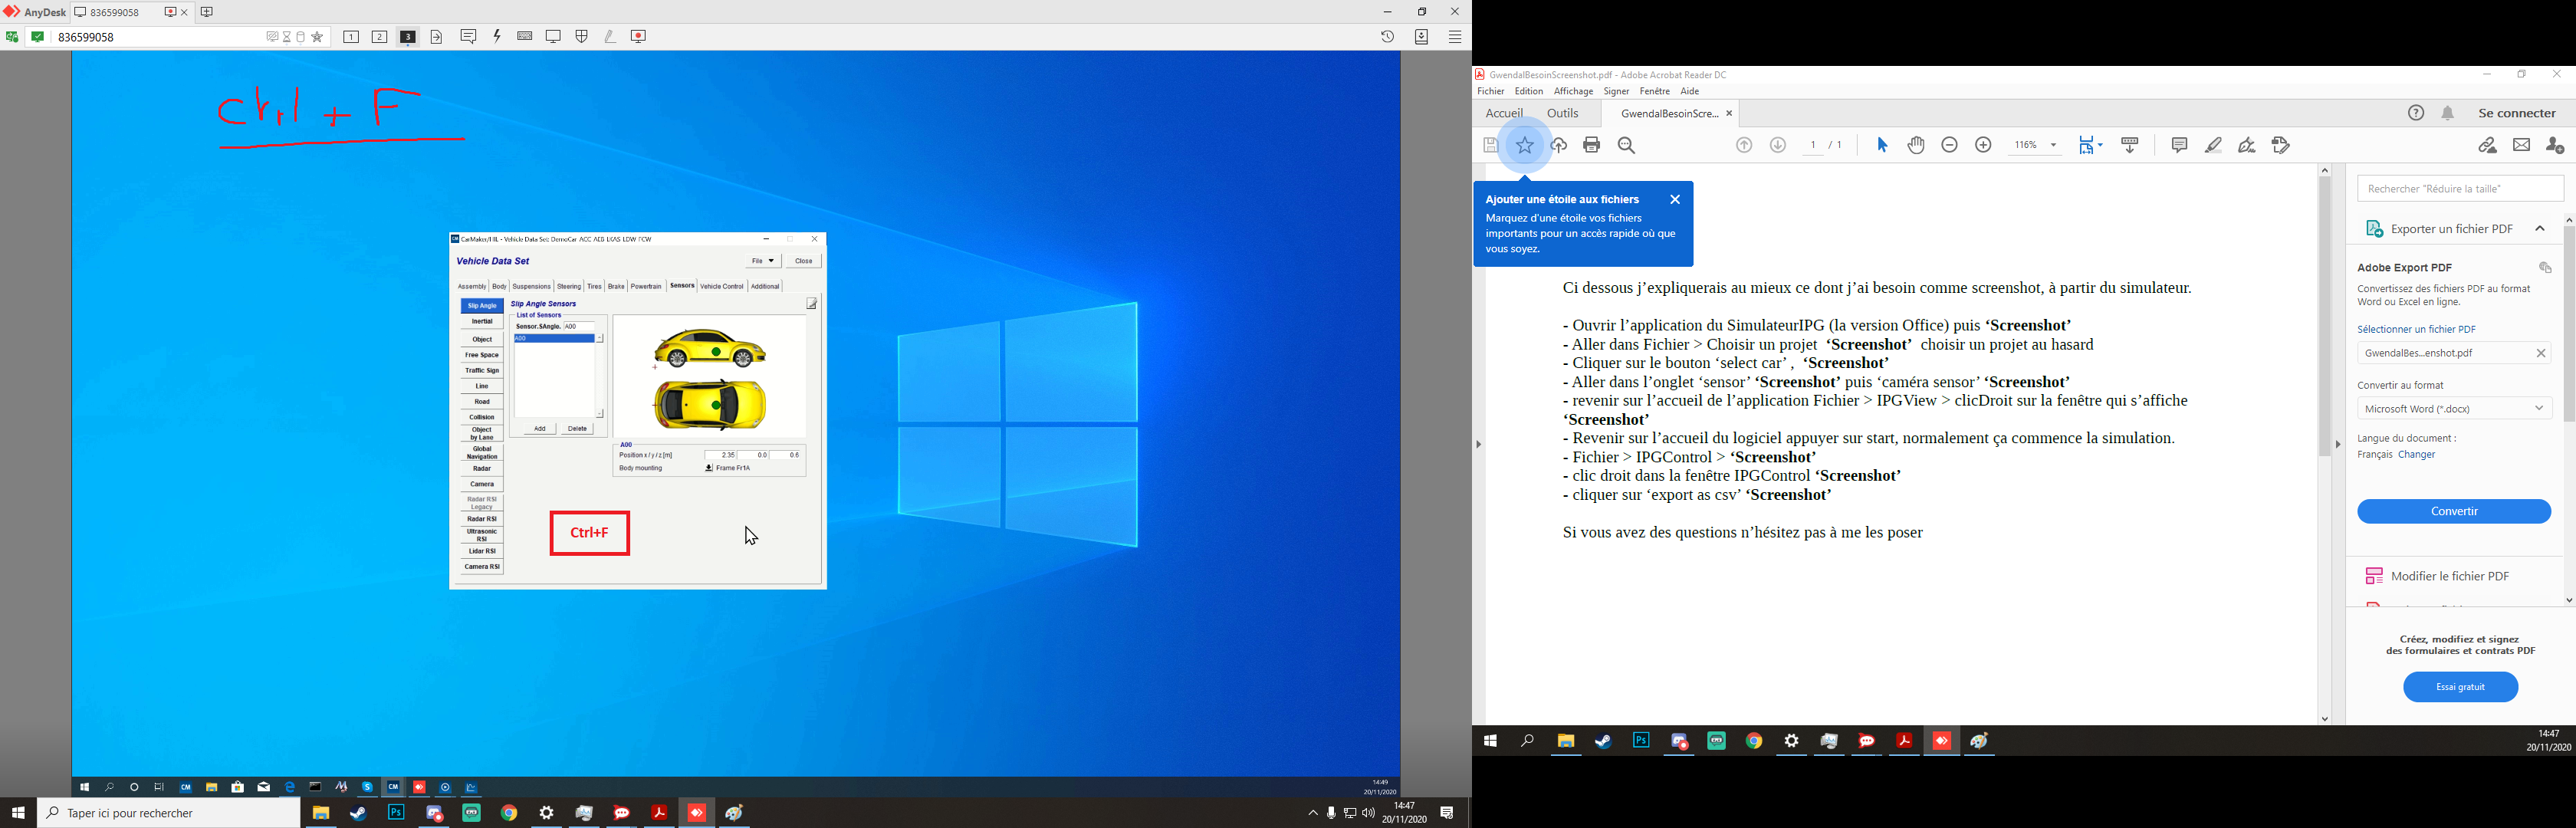 AnyDesk
836599058
836599058
1
2
3
Ctrl + F
CarMaker/HIL - Vehicle Data Set: DemoCar_ACC_AEB_LKAS_LDW_FCW
Vehicle Data Set
File
Close
Assembly
Body
Suspensions
Steering
Tires
Brake
Powertrain
Sensors
Vehicle Control
Additional
Slip Angle
Inertial
Object
Free Space
Traffic Sign
Line
Road
Collision
Object
by Lane
Global
Navigation
Radar
Camera
Radar RSI
Legacy
Radar RSI
Ultrasonic
RSI
Lidar RSI
Camera RSI
Slip Angle Sensors
List of Sensors
Sensor.SAngle. A00
A00
Add
Delete
A00
Position x / y / z [m] 2.35 0.0 0.6
Body mounting Frame Fr1A
Ctrl+F
14:49
20/11/2020
Taper ici pour rechercher
14:47
20/11/2020
GwendalBesoinScreenshot.pdf - Adobe Acrobat Reader DC
Fichier Edition Affichage Signer Fenêtre Aide
Accueil
Outils
GwendalBesoinScre...
Se connecter
1 / 1
116%
Ajouter une étoile aux fichiers
Marquez d'une étoile vos fichiers
importants pour un accès rapide où que
vous soyez.
Ci dessous j’expliquerais au mieux ce dont j’ai besoin comme screenshot, à partir du simulateur.
- Ouvrir l’application du SimulateurIPG (la version Office) puis ‘Screenshot’
- Aller dans Fichier > Choisir un projet ‘Screenshot’ choisir un projet au hasard
- Cliquer sur le bouton ‘select car’ , ‘Screenshot’
- Aller dans l’onglet ‘sensor’ ‘Screenshot’ puis ‘caméra sensor’ ‘Screenshot’
- revenir sur l’accueil de l’application Fichier > IPGView > clicDroit sur la fenêtre qui s’affiche
‘Screenshot’
- Revenir sur l’accueil du logiciel appuyer sur start, normalement ça commence la simulation.
- Fichier > IPGControl > ‘Screenshot’
- clic droit dans la fenêtre IPGControl ‘Screenshot’
- cliquer sur ‘export as csv’ ‘Screenshot’
Si vous avez des questions n’hésitez pas à me les poser
Rechercher "Réduire la taille"
Exporter un fichier PDF
Adobe Export PDF
Convertissez des fichiers PDF au format
Word ou Excel en ligne.
Sélectionner un fichier PDF
GwendalBes...enshot.pdf
Convertir au format
Microsoft Word (*.docx)
Langue du document :
Français Changer
Convertir
Modifier le fichier PDF
Créez, modifiez et signez
des formulaires et contrats PDF
Essai gratuit
14:47
20/11/2020